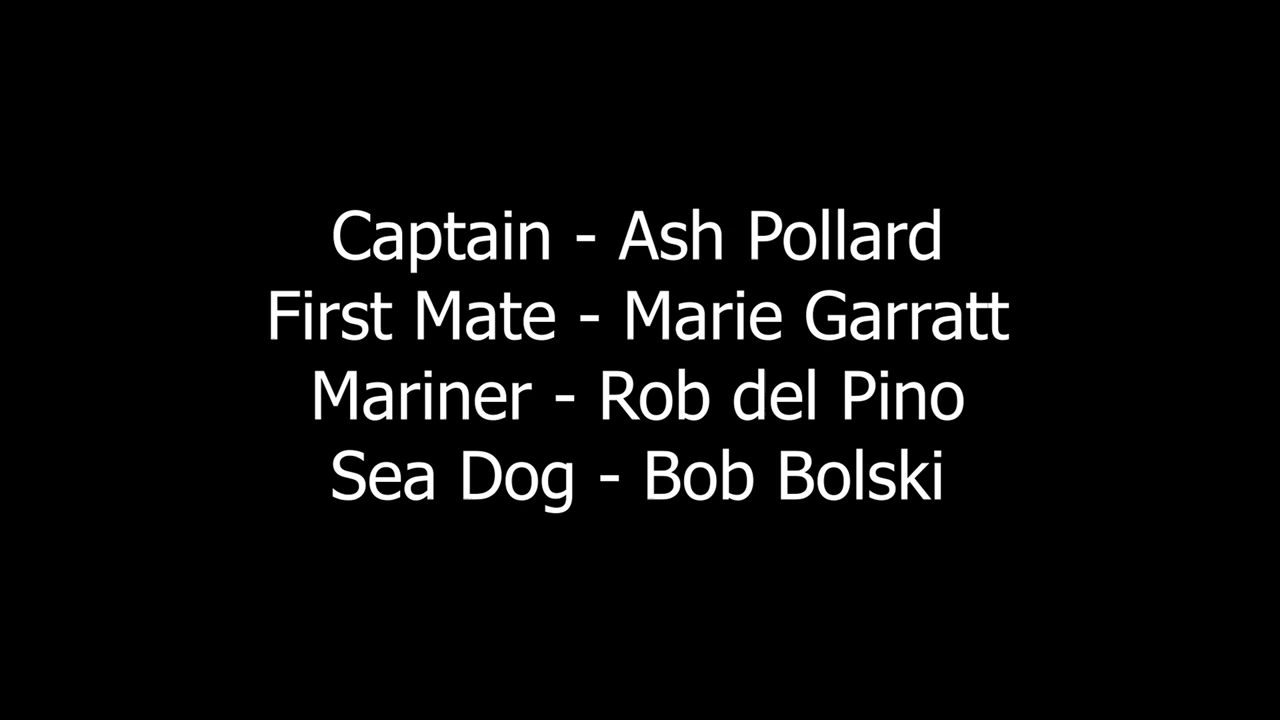 Captain - Ash Pollard
First Mate - Marie Garratt
Mariner - Rob del Pino
Sea Dog - Bob Bolski